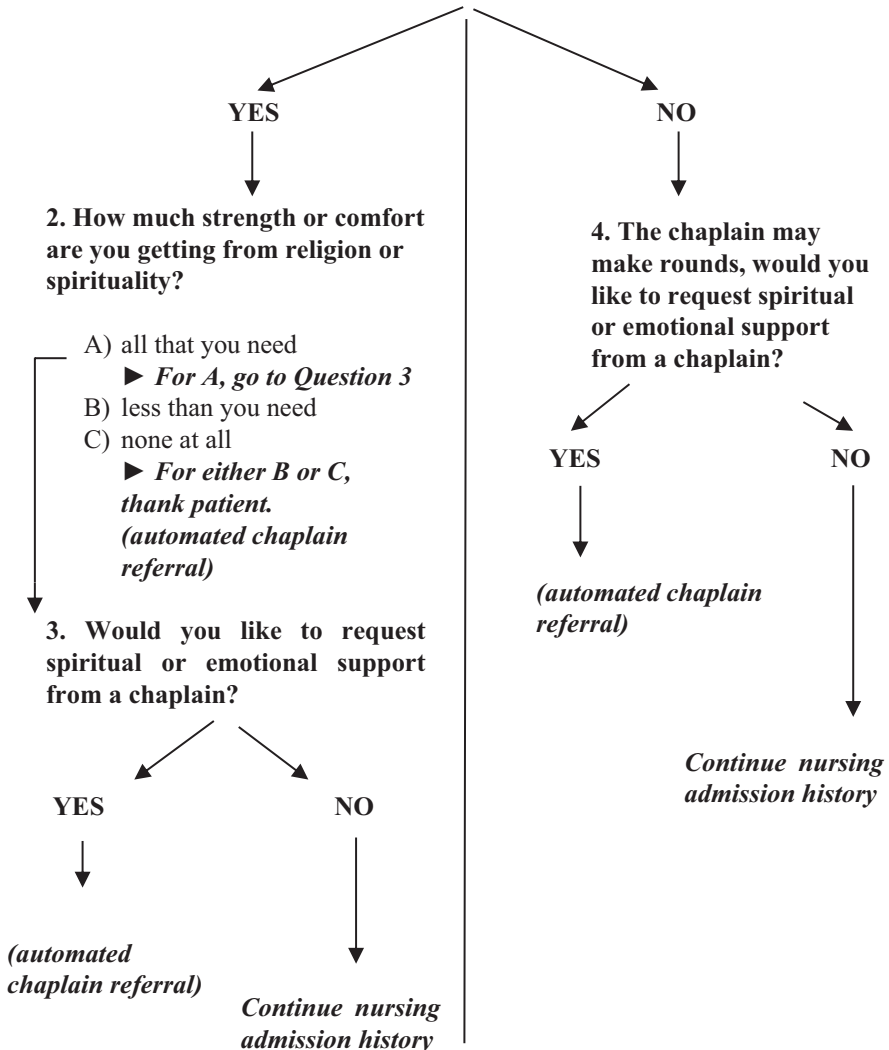 YES
2. How much strength or comfort
are you getting from religion or
spirituality?
A) all that you need
► For A, go to Question 3
B) less than you need
C) none at all
► For either B or C,
thank patient.
(automated chaplain
referral)
3. Would you like to request
spiritual or emotional support
from a chaplain?
YES
(automated
chaplain referral)
NO
Continue nursing
admission history
NO
4. The chaplain may
make rounds, would you
like to request spiritual
or emotional support
from a chaplain?
YES
(automated chaplain
referral)
NO
Continue nursing
admission history